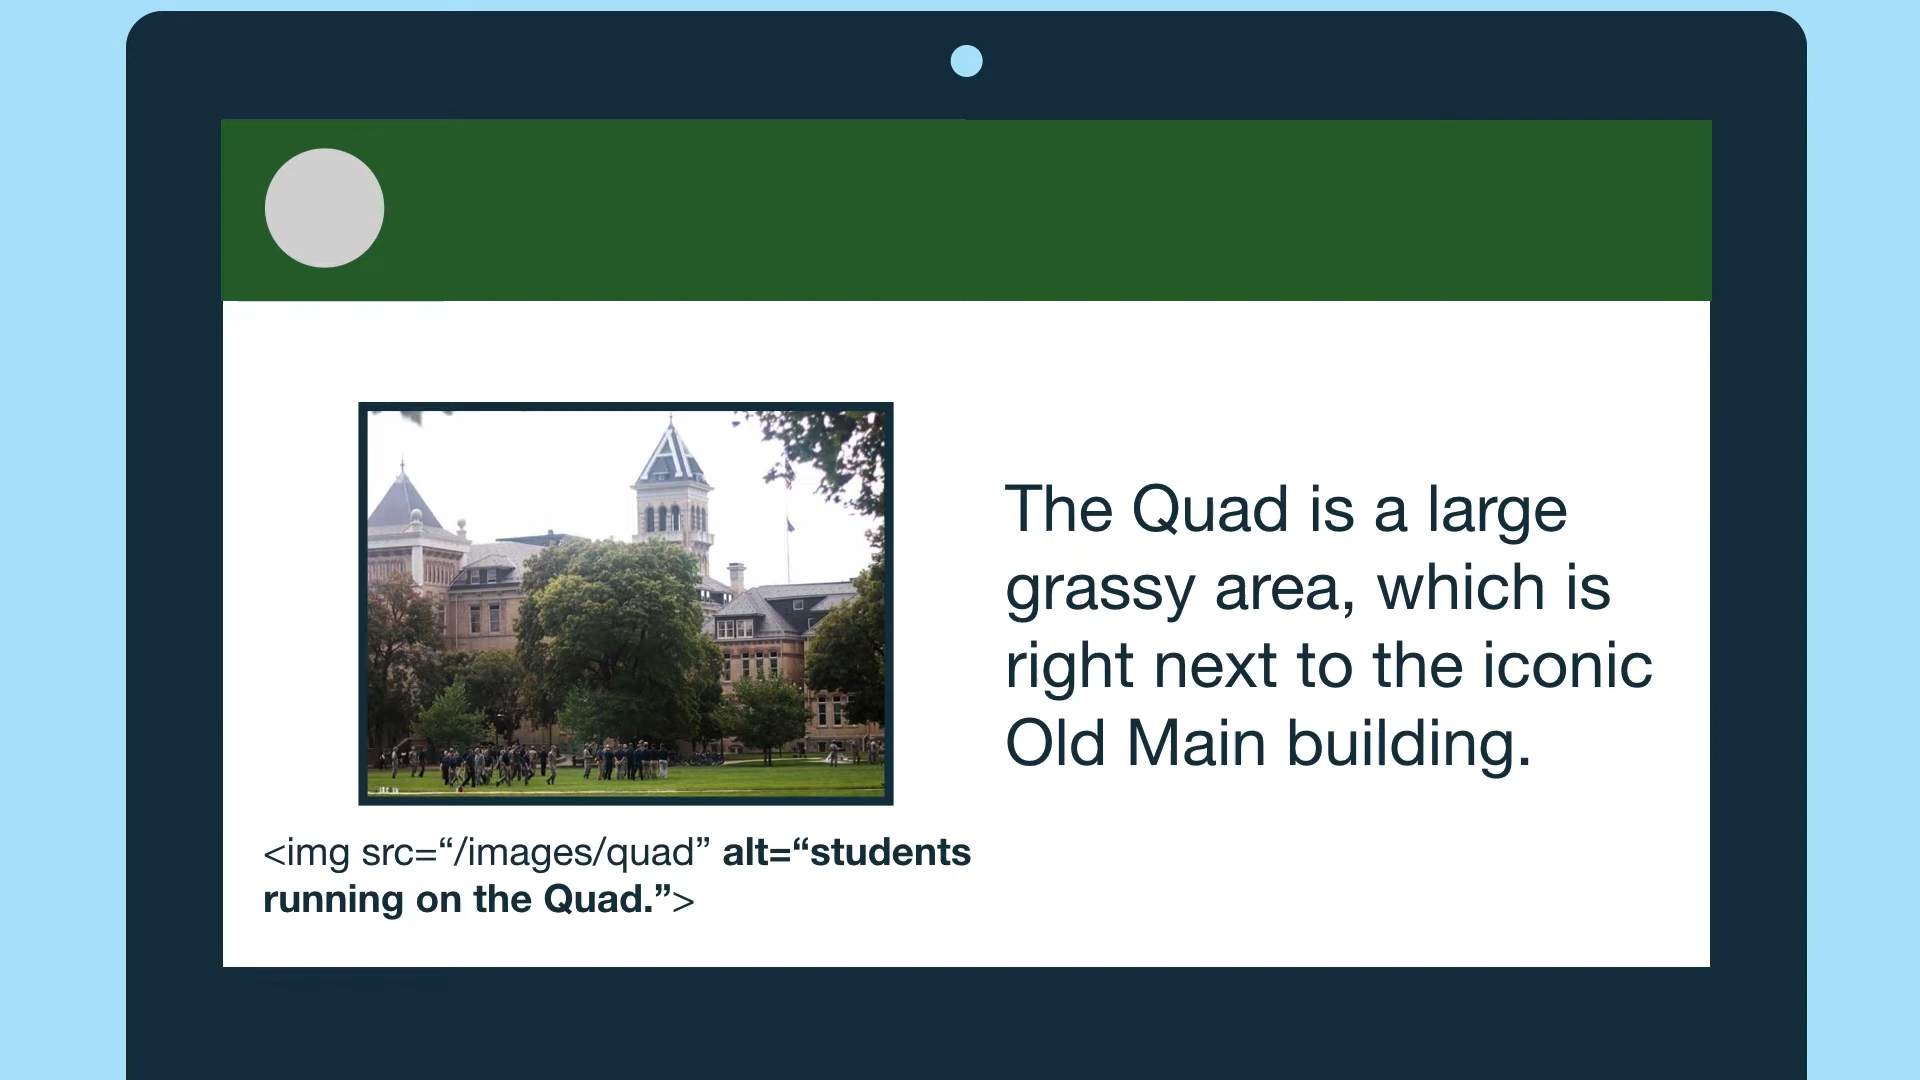 The Quad is a large
grassy area, which is
right next to the iconic
Old Main building.
<img src=“/images/quad” alt=“students
running on the Quad.”>